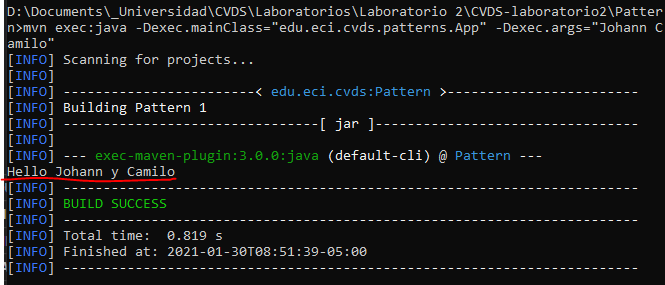 D:\Documents\_Universidad\CVDS\Laboratorios\Laboratorio 2\CVDS-laboratorio2\Patter
n>mvn exec:java -Dexec.mainClass="edu.eci.cvds.patterns.App" -Dexec.args="Johann C
amilo"
[INFO] Scanning for projects...
[INFO]
[INFO] ------------------------< edu.eci.cvds:Pattern >------------------------
[INFO] Building Pattern 1
[INFO] --------------------------------[ jar ]---------------------------------
[INFO]
[INFO] --- exec-maven-plugin:3.0.0:java (default-cli) @ Pattern ---
Hello Johann y Camilo
[INFO] ------------------------------------------------------------------------
[INFO] BUILD SUCCESS
[INFO] ------------------------------------------------------------------------
[INFO] Total time:  0.819 s
[INFO] Finished at: 2021-01-30T08:51:39-05:00
[INFO] ------------------------------------------------------------------------